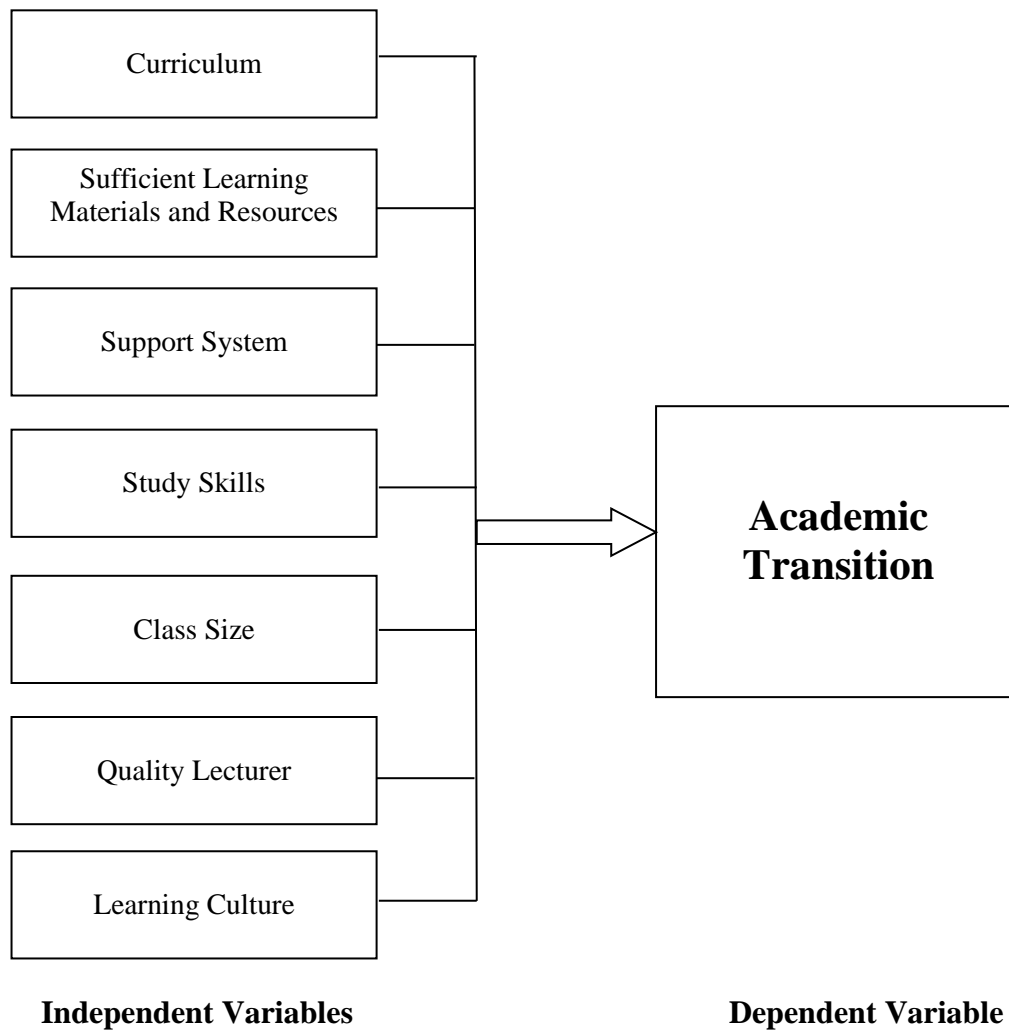 Curriculum
Sufficient Learning
Materials and Resources
Support System
Study Skills
Class Size
Quality Lecturer
Learning Culture
Academic
Transition
Independent Variables
Dependent Variable